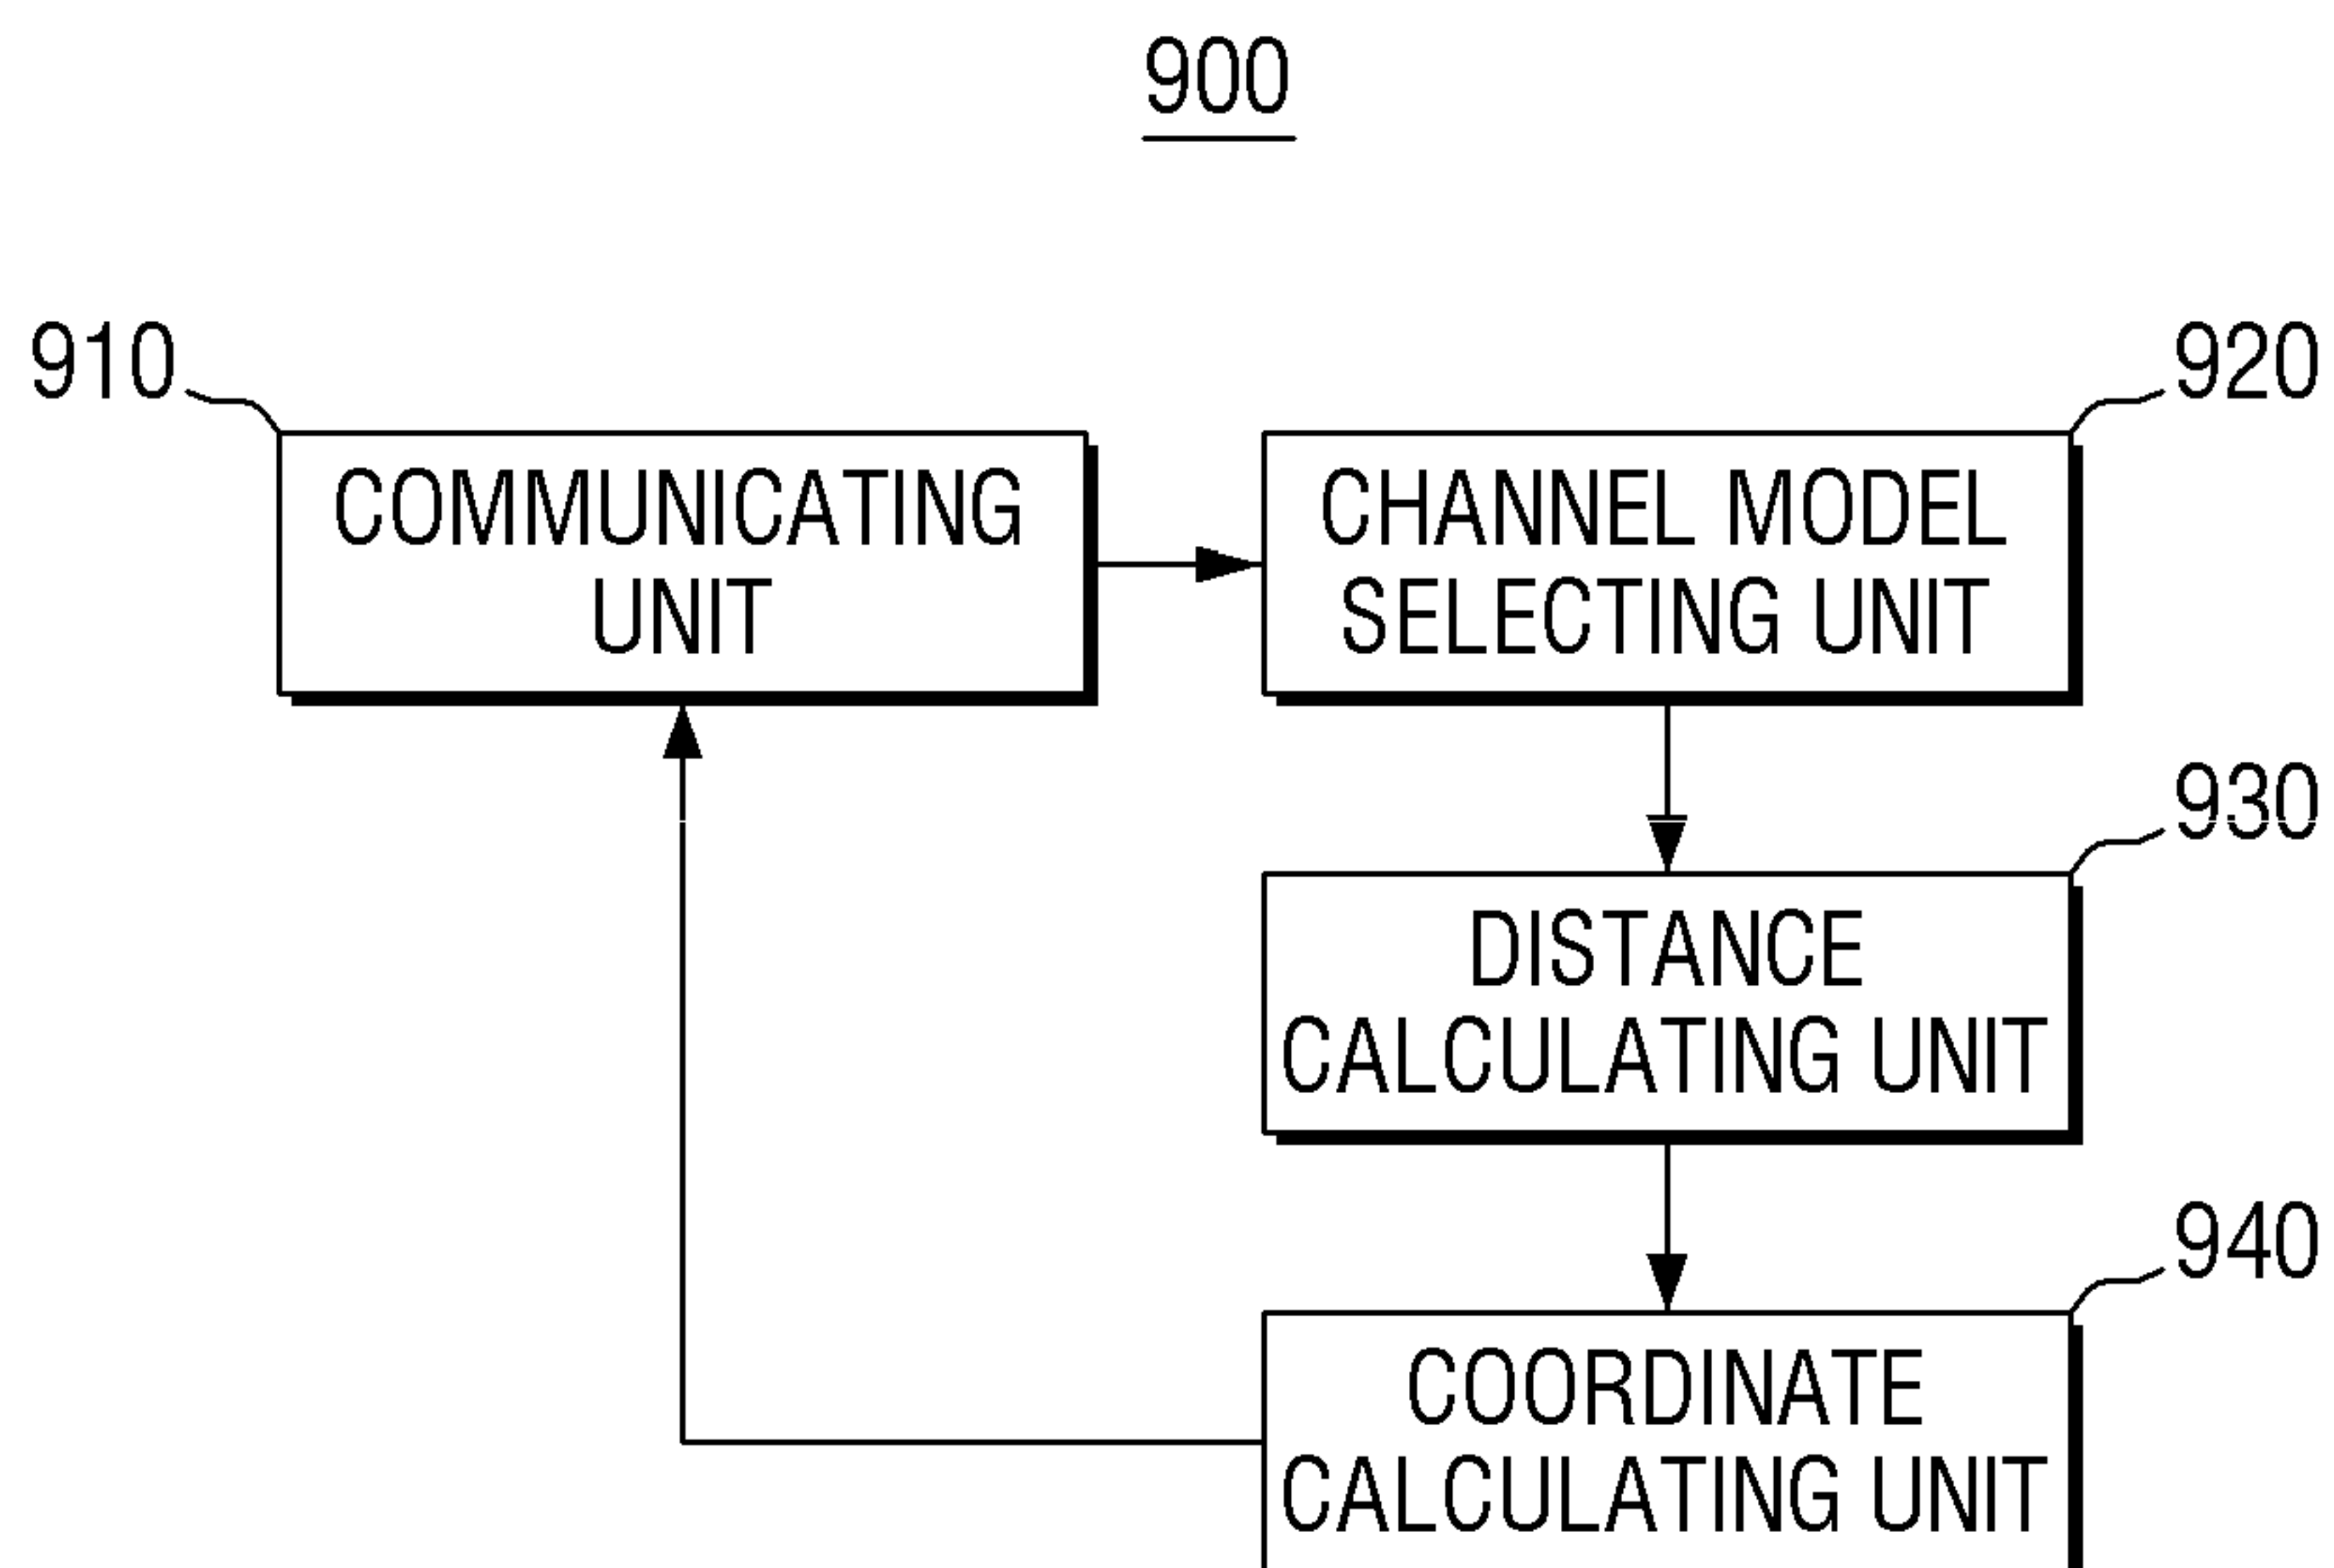 900
910
920
COMMUNICATING
UNIT
CHANNEL MODEL
SELECTING UNIT
930
DISTANCE
CALCULATING UNIT
940
COORDINATE
CALCULATING UNIT